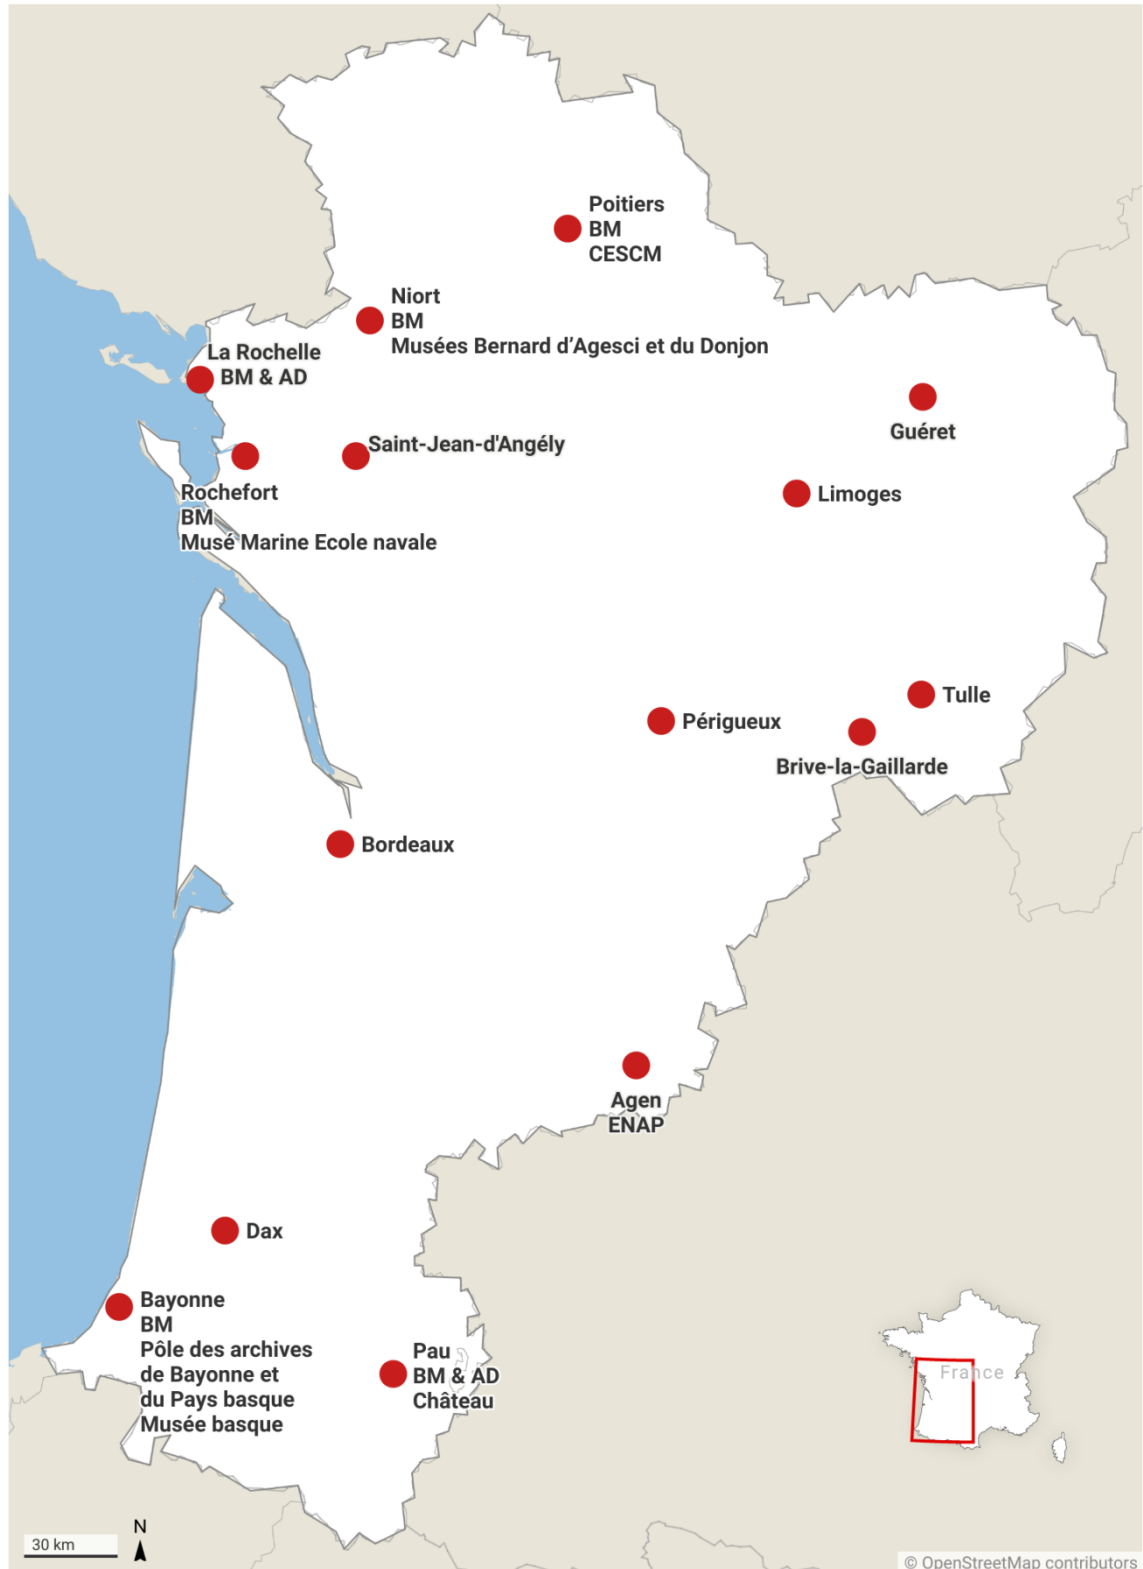 Poitiers
BM
CESCM
Niort
BM
Musées Bernard d'Agesci et du Donjon
La Rochelle
BM & AD
Guéret
Saint-Jean-d'Angély
Limoges
Rochefort
BM
Musé Marine Ecole navale
Tulle
Périgueux
Brive-la-Gaillarde
Bordeaux
Agen
ENAP
Dax
Bayonne
BM
Pôle des archives
de Bayonne et
du Pays basque
Musée basque
Pau
BM & AD
Château
France
30 km
N
© OpenStreetMap contributors